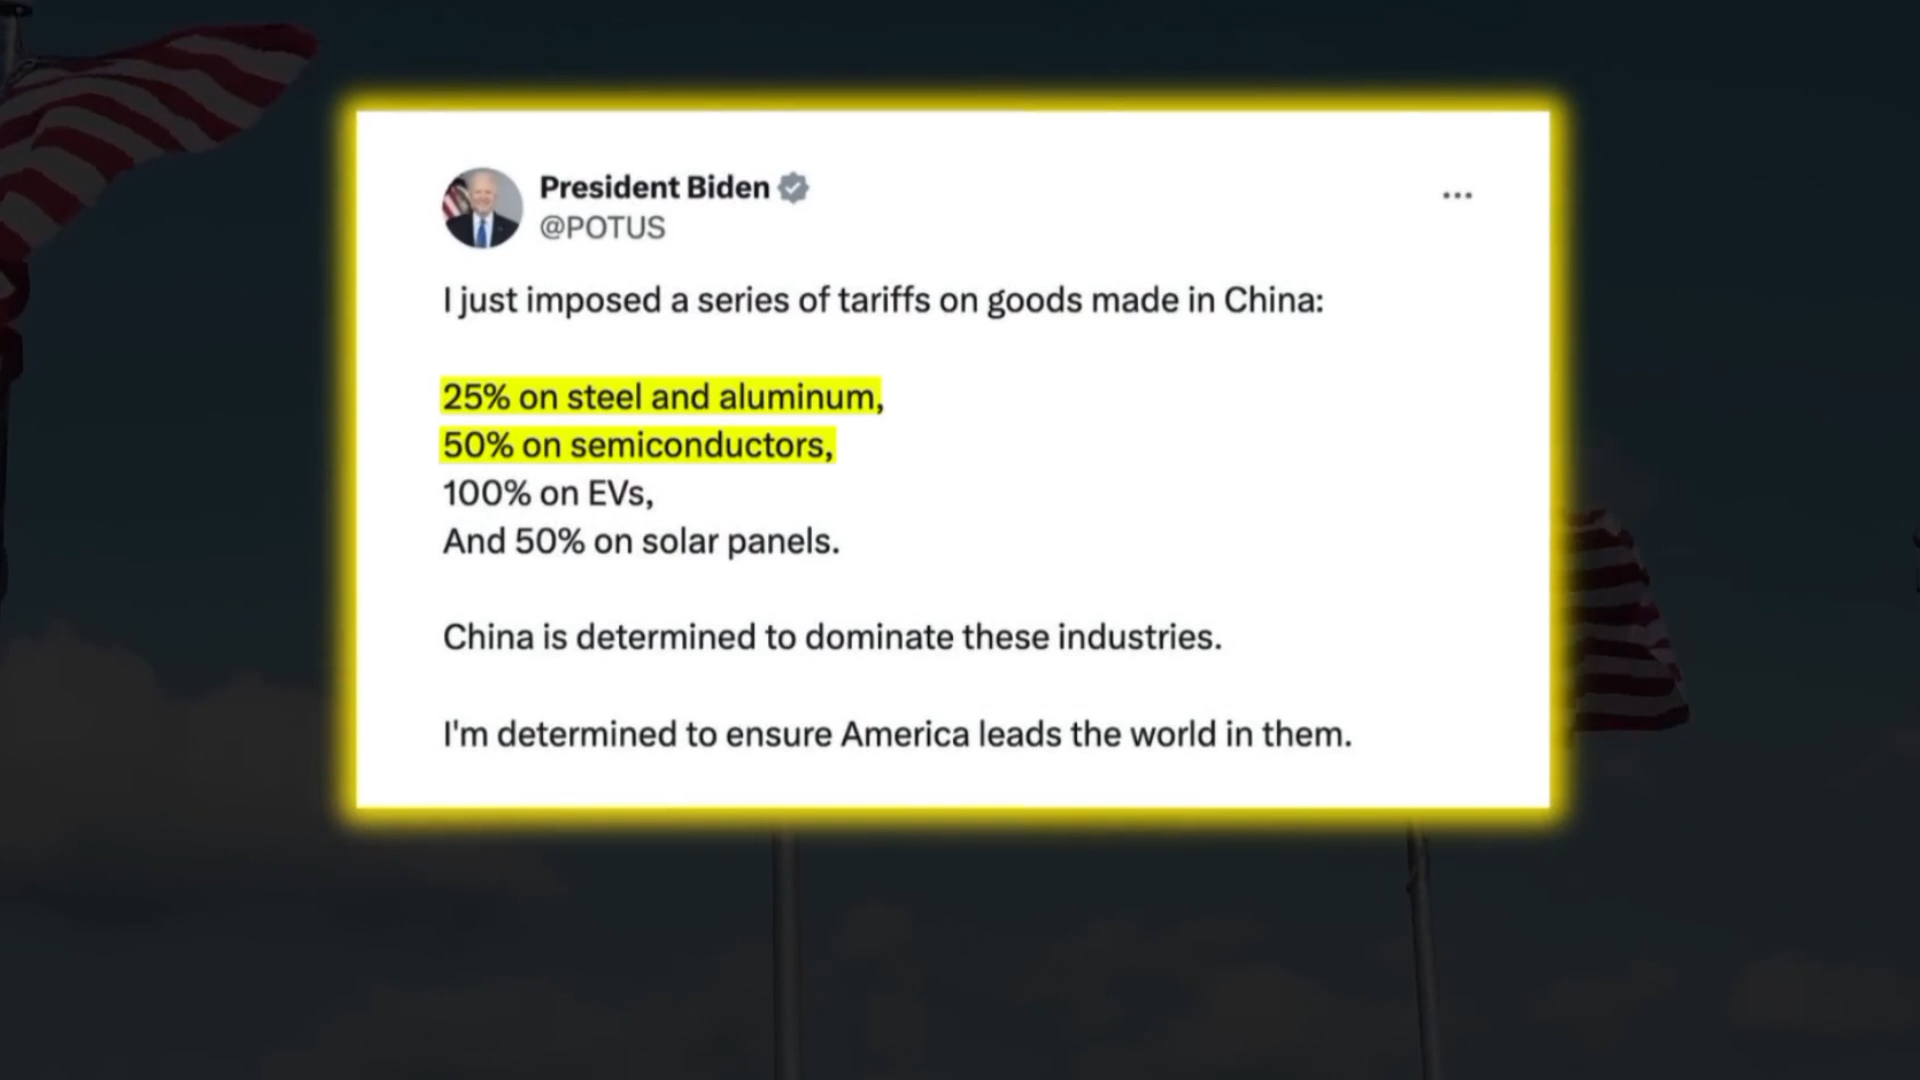 President Biden
@POTUS
I just imposed a series of tariffs on goods made in China:
25% on steel and aluminum,
50% on semiconductors,
100% on EVs,
And 50% on solar panels.
China is determined to dominate these industries.
I'm determined to ensure America leads the world in them.